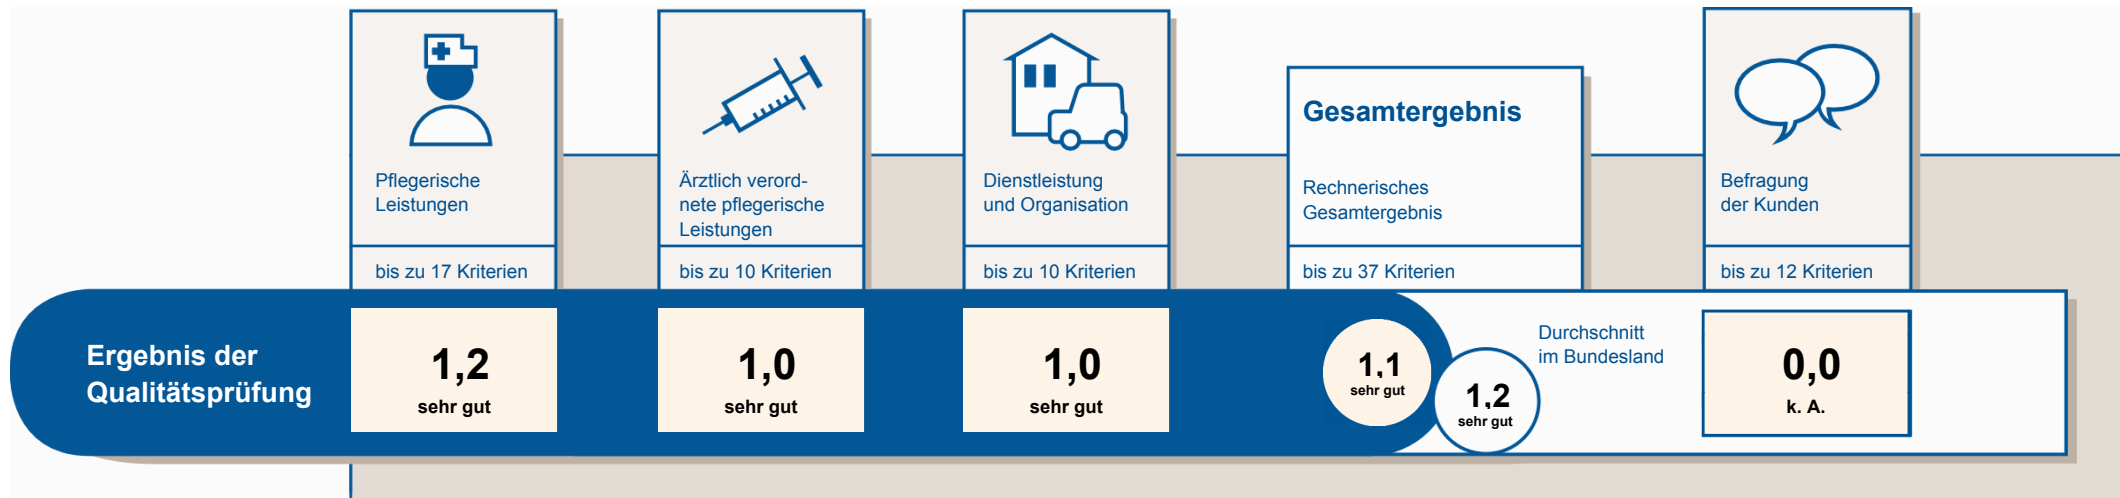 Pflegerische
Leistungen
bis zu 17 Kriterien
Ärztlich verord-
nete pflegerische
Leistungen
bis zu 10 Kriterien
Dienstleistung
und Organisation
bis zu 10 Kriterien
Gesamtergebnis
Rechnerisches
Gesamtergebnis
bis zu 37 Kriterien
Befragung
der Kunden
bis zu 12 Kriterien
Ergebnis der
Qualitätsprüfung
1,2
sehr gut
1,0
sehr gut
1,0
sehr gut
1,1
sehr gut
1,2
sehr gut
Durchschnitt
im Bundesland
0,0
k. A.